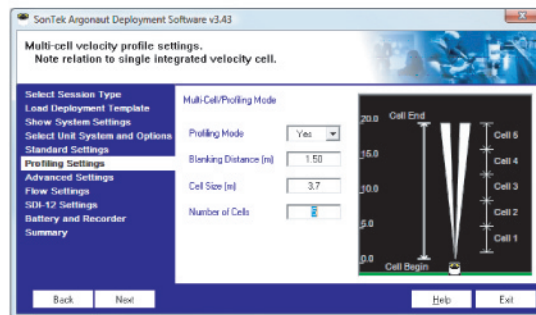 SonTek Argonaut Deployment Software v3.43
Multi-cell velocity profile settings.
Note relation to single integrated velocity cell.
Select Session Type
Load Deployment Template
Show System Settings
Select Unit System and Options
Standard Settings
Profiling Settings
Advanced Settings
Flow Settings
SDI-12 Settings
Battery and Recorder
Summary
Multi-Cell/Profiling Mode
Profiling Mode Yes
Blanking Distance (m) 1.50
Cell Size (m) 3.7
Number of Cells 5
20.0 Cell End
15.0
10.0
5.0
0.0
Cell Begin
Cell 5
Cell 4
Cell 3
Cell 2
Cell 1
Back Next Help Exit